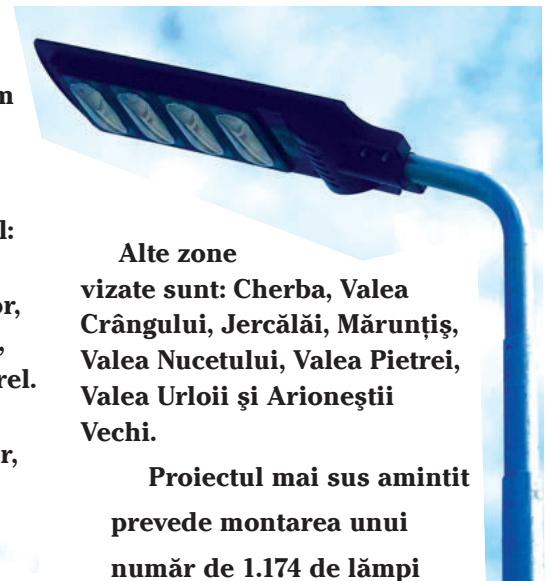 Alte zone
vizate sunt: Cherba, Valea
Crângului, Jercălăi, Mărunţiş,
Valea Nucetului, Valea Pietrei,
Valea Urloii şi Arioneştii
Vechi.
Proiectul mai sus amintit
prevede montarea unui
număr de 1.174 de lămpi